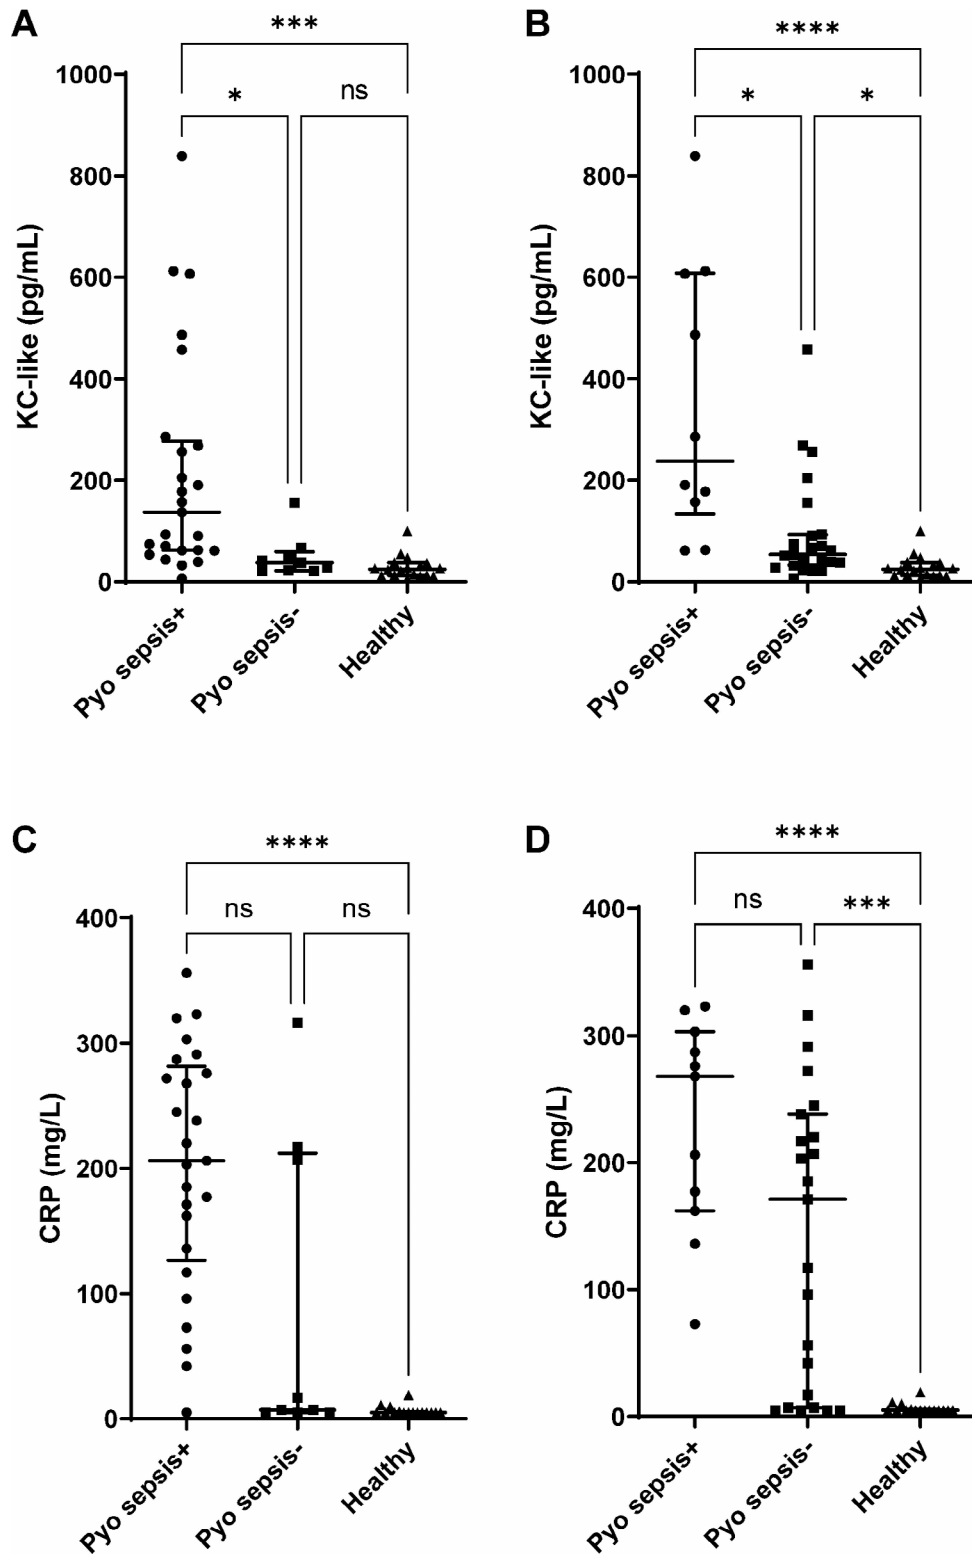 A
***
*
ns
KC-like (pg/mL)
1000
800
600
400
200
0
Pyo sepsis+
Pyo sepsis-
Healthy
B
****
*
*
KC-like (pg/mL)
1000
800
600
400
200
0
Pyo sepsis+
Pyo sepsis-
Healthy
C
****
ns
ns
CRP (mg/L)
400
300
200
100
0
Pyo sepsis+
Pyo sepsis-
Healthy
D
****
ns
***
CRP (mg/L)
400
300
200
100
0
Pyo sepsis+
Pyo sepsis-
Healthy